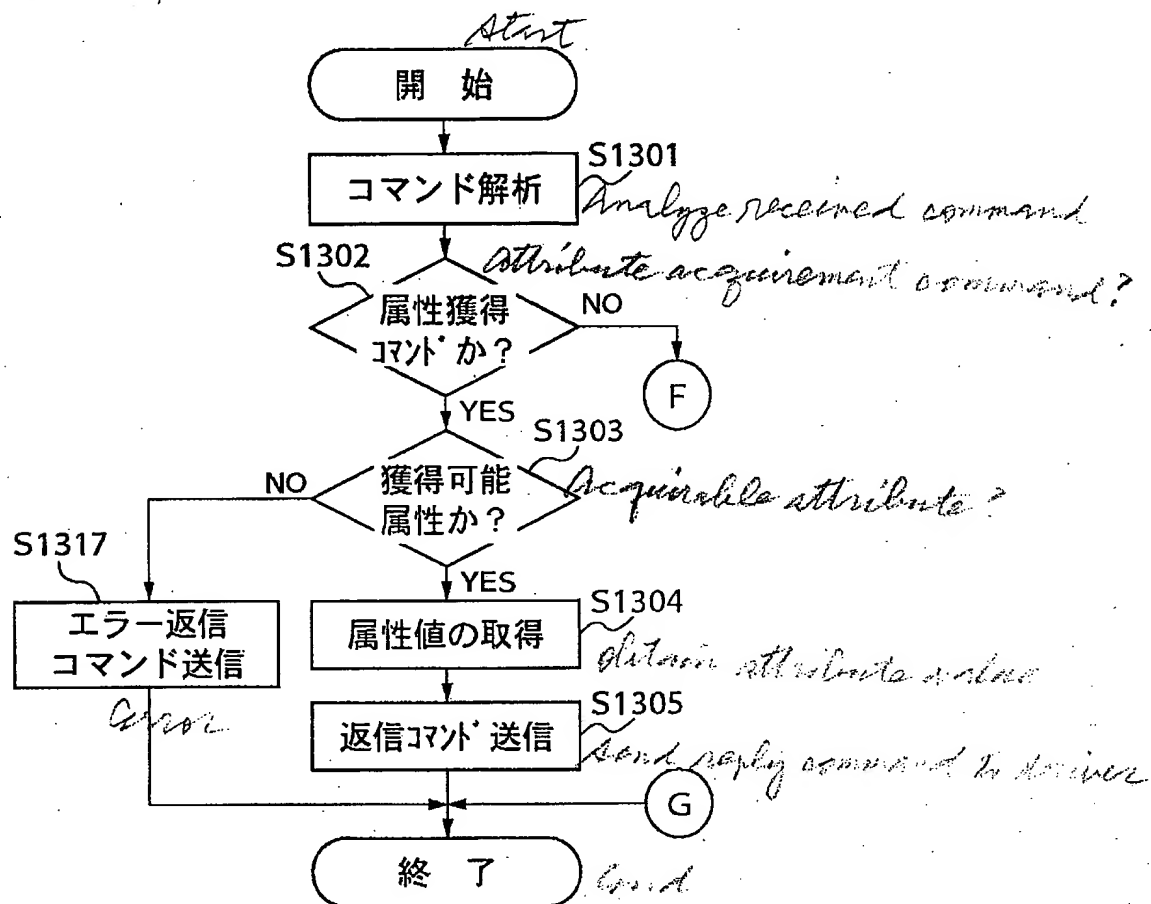 Start
開 始
S1301
コマンド解析
Analyze received command
S1302
Attribute acquirement command?
属性獲得
コマンドか？
NO
F
YES
S1303
NO
獲得可能
属性か？
Acquirable attribute?
S1317
YES
エラー返信
コマンド送信
S1304
属性値の取得
obtain attribute value
error
S1305
返信コマンド送信
Send reply command to driver
G
終 了
End